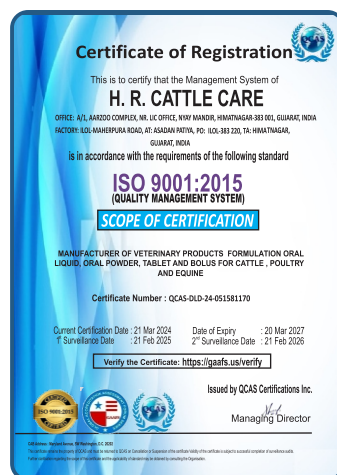 Certificate of Registration
This is to certify that the Management System of
H. R. CATTLE CARE
OFFICE: A/1, AARZOO COMPLEX, NR. LIC OFFICE, NYAY MANDIR, HIMATNAGAR-383 001, GUJARAT, INDIA
FACTORY: ILOL-MAHERPURA ROAD, AT: ASADAN PATIYA, PO: ILOL-383 220, TA: HIMATNAGAR,
GUJARAT, INDIA
is in accordance with the requirements of the following standard
ISO 9001:2015
(QUALITY MANAGEMENT SYSTEM)
SCOPE OF CERTIFICATION
MANUFACTURER OF VETERINARY PRODUCTS FORMULATION ORAL
LIQUID, ORAL POWDER, TABLET AND BOLUS FOR CATTLE , POULTRY
AND EQUINE
Certificate Number : QCAS-DLD-24-051581170
Current Certification Date : 21 Mar 2024 Date of Expiry : 20 Mar 2027
1st Surveillance Date : 21 Feb 2025 2nd Surveillance Date : 21 Feb 2026
Verify the Certificate: https://gaafs.us/verify
Issued by QCAS Certifications Inc.
Managing Director
ISO 9001:2015